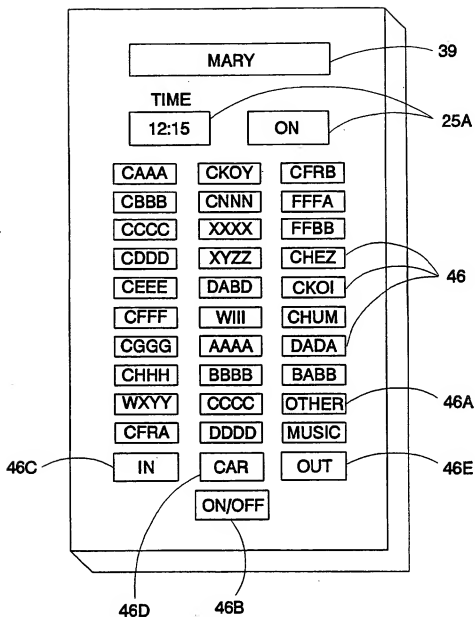 MARY
39
TIME
12:15 ON
25A
CAAA CKOY CFRB
CBBB CNNN FFFA
CCCC XXXX FFBB
CDDD XYZZ CHEZ
46
CEEE DABD CKOI
CFFF WIII CHUM
CGGG AAAA DADA
CHHH BBBB BABB
WXYY CCCC OTHER
46A
CFRA DDDD MUSIC
46C IN CAR OUT 46E
ON/OFF
46D 46B